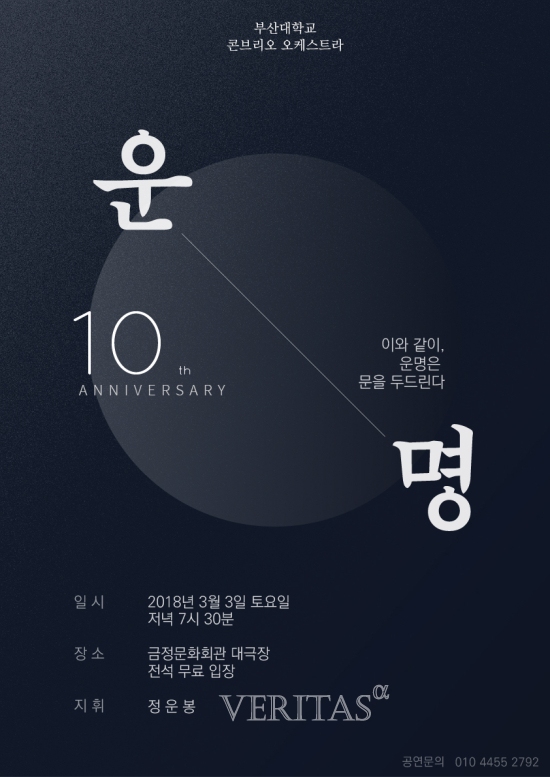 부산대학교
콘브리오 오케스트라
운
10th
ANNIVERSARY
이와 같이,
운명은
문을 두드린다
명
일시 2018년 3월 3일 토요일
저녁 7시 30분
장소 금정문화회관 대극장
전석 무료 입장
지휘 정운봉 VERITAS α
공연문의 010 4455 2792